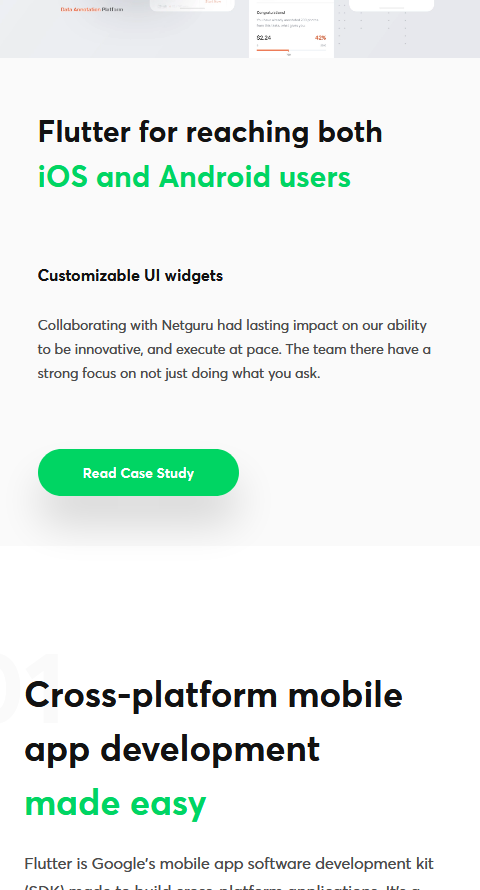 Data Annotation Platform
Congratulations!
$2.24 42%
Flutter for reaching both
iOS and Android users
Customizable UI widgets
Collaborating with Netguru had lasting impact on our ability
to be innovative, and execute at pace. The team there have a
strong focus on not just doing what you ask.
Read Case Study
01
Cross-platform mobile
app development
made easy
Flutter is Google's mobile app software development kit
(SDK) made to build cross-platform applications. It's a